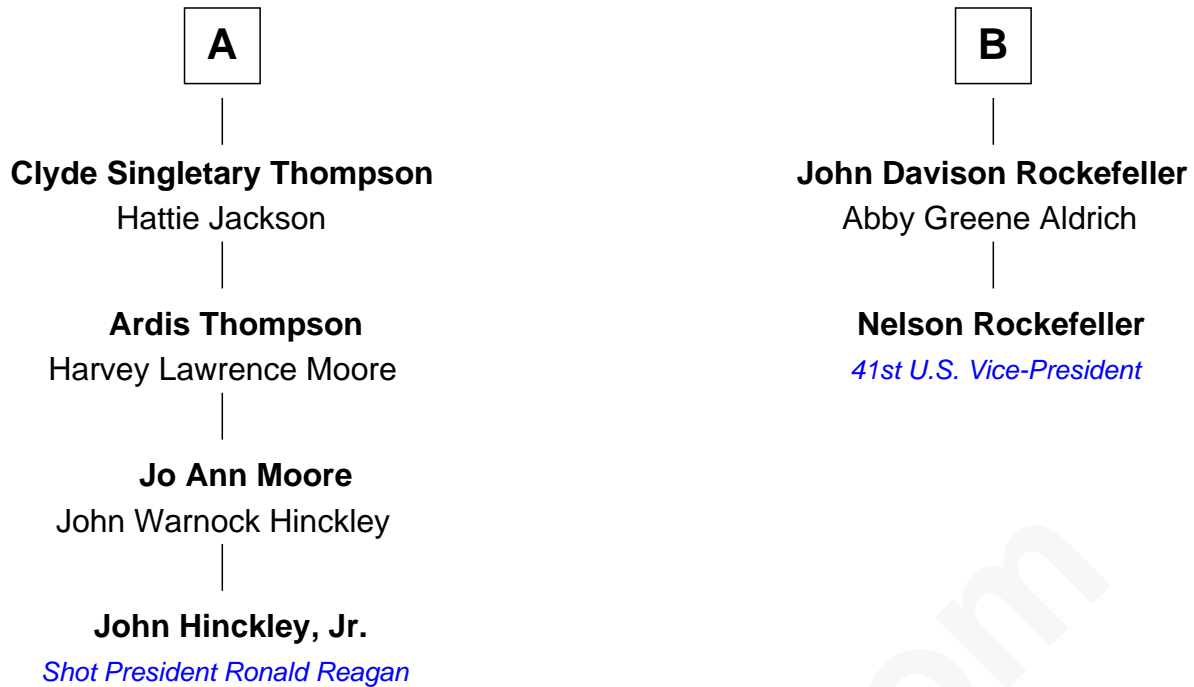 A
Clyde Singletary Thompson
Hattie Jackson
Ardis Thompson
Harvey Lawrence Moore
Jo Ann Moore
John Warnock Hinckley
John Hinckley, Jr.
Shot President Ronald Reagan
B
John Davison Rockefeller
Abby Greene Aldrich
Nelson Rockefeller
41st U.S. Vice-President
om